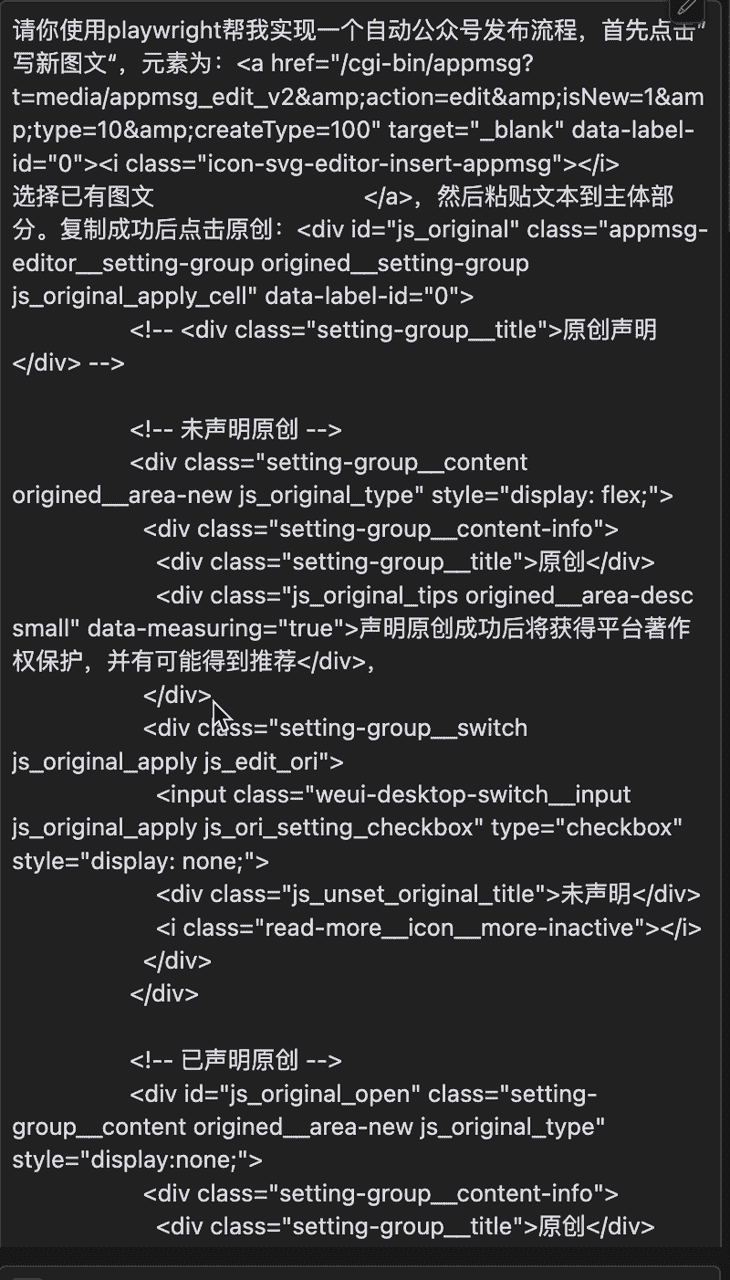 请你使用playwright帮我实现一个自动公众号发布流程，首先点击“
写新图文“，元素为：<a href="/cgi-bin/appmsg?
t=media/appmsg_edit_v2&amp;action=edit&amp;isNew=1&am
p;type=10&amp;createType=100" target="_blank" data-label-
id="0"><i class="icon-svg-editor-insert-appmsg"></i>
选择已有图文                </a>，然后粘贴文本到主体部
分。复制成功后点击原创：<div id="js_original" class="appmsg-
editor__setting-group origined__setting-group
js_original_apply_cell" data-label-id="0">
<!-- <div class="setting-group__title">原创声明
</div> -->
<!-- 未声明原创 -->
<div class="setting-group__content
origined__area-new js_original_type" style="display: flex;">
<div class="setting-group__content-info">
<div class="setting-group__title">原创</div>
<div class="js_original_tips origined__area-desc
small" data-measuring="true">声明原创成功后将获得平台著作
权保护，并有可能得到推荐</div>,
</div>
<div class="setting-group__switch
js_original_apply js_edit_ori">
<input class="weui-desktop-switch__input
js_original_apply js_ori_setting_checkbox" type="checkbox"
style="display: none;">
<div class="js_unset_original_title">未声明</div>
<i class="read-more__icon__more-inactive"></i>
</div>
</div>
<!-- 已声明原创 -->
<div id="js_original_open" class="setting-
group__content origined__area-new js_original_type"
style="display:none;">
<div class="setting-group__content-info">
<div class="setting-group__title">原创</div>